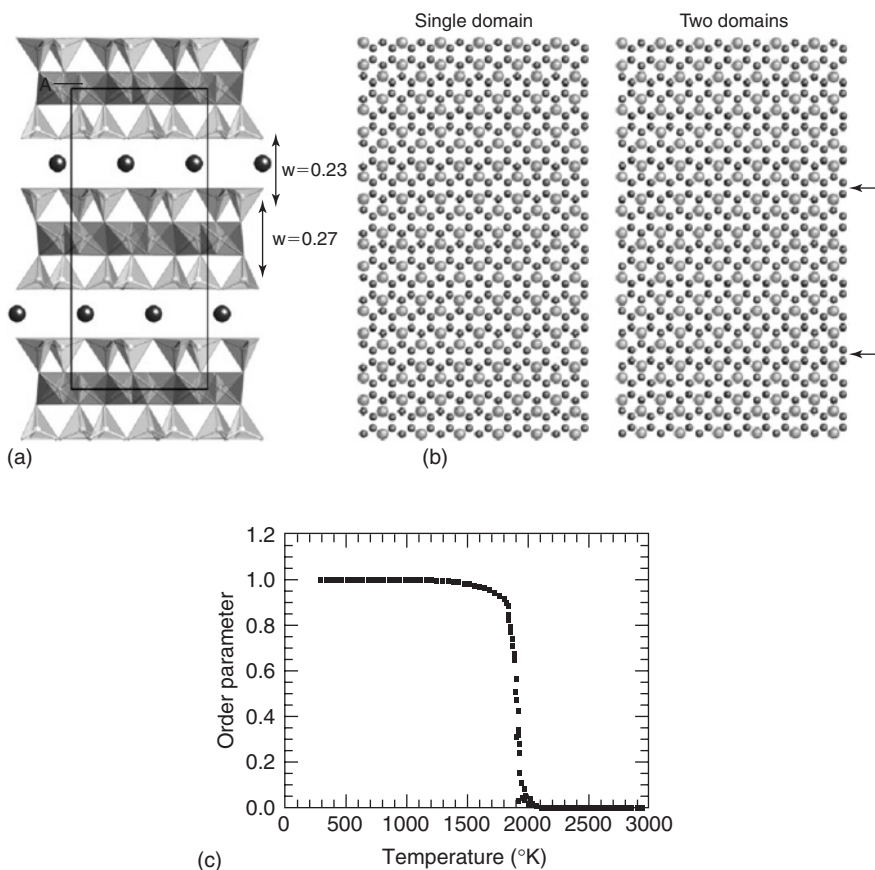 Single domain
Two domains
A
w=0.23
w=0.27
(a)
(b)
1.2
1.0
0.8
0.6
0.4
0.2
0.0
Order parameter
0 500 1000 1500 2000 2500 3000
Temperature (°K)
(c)